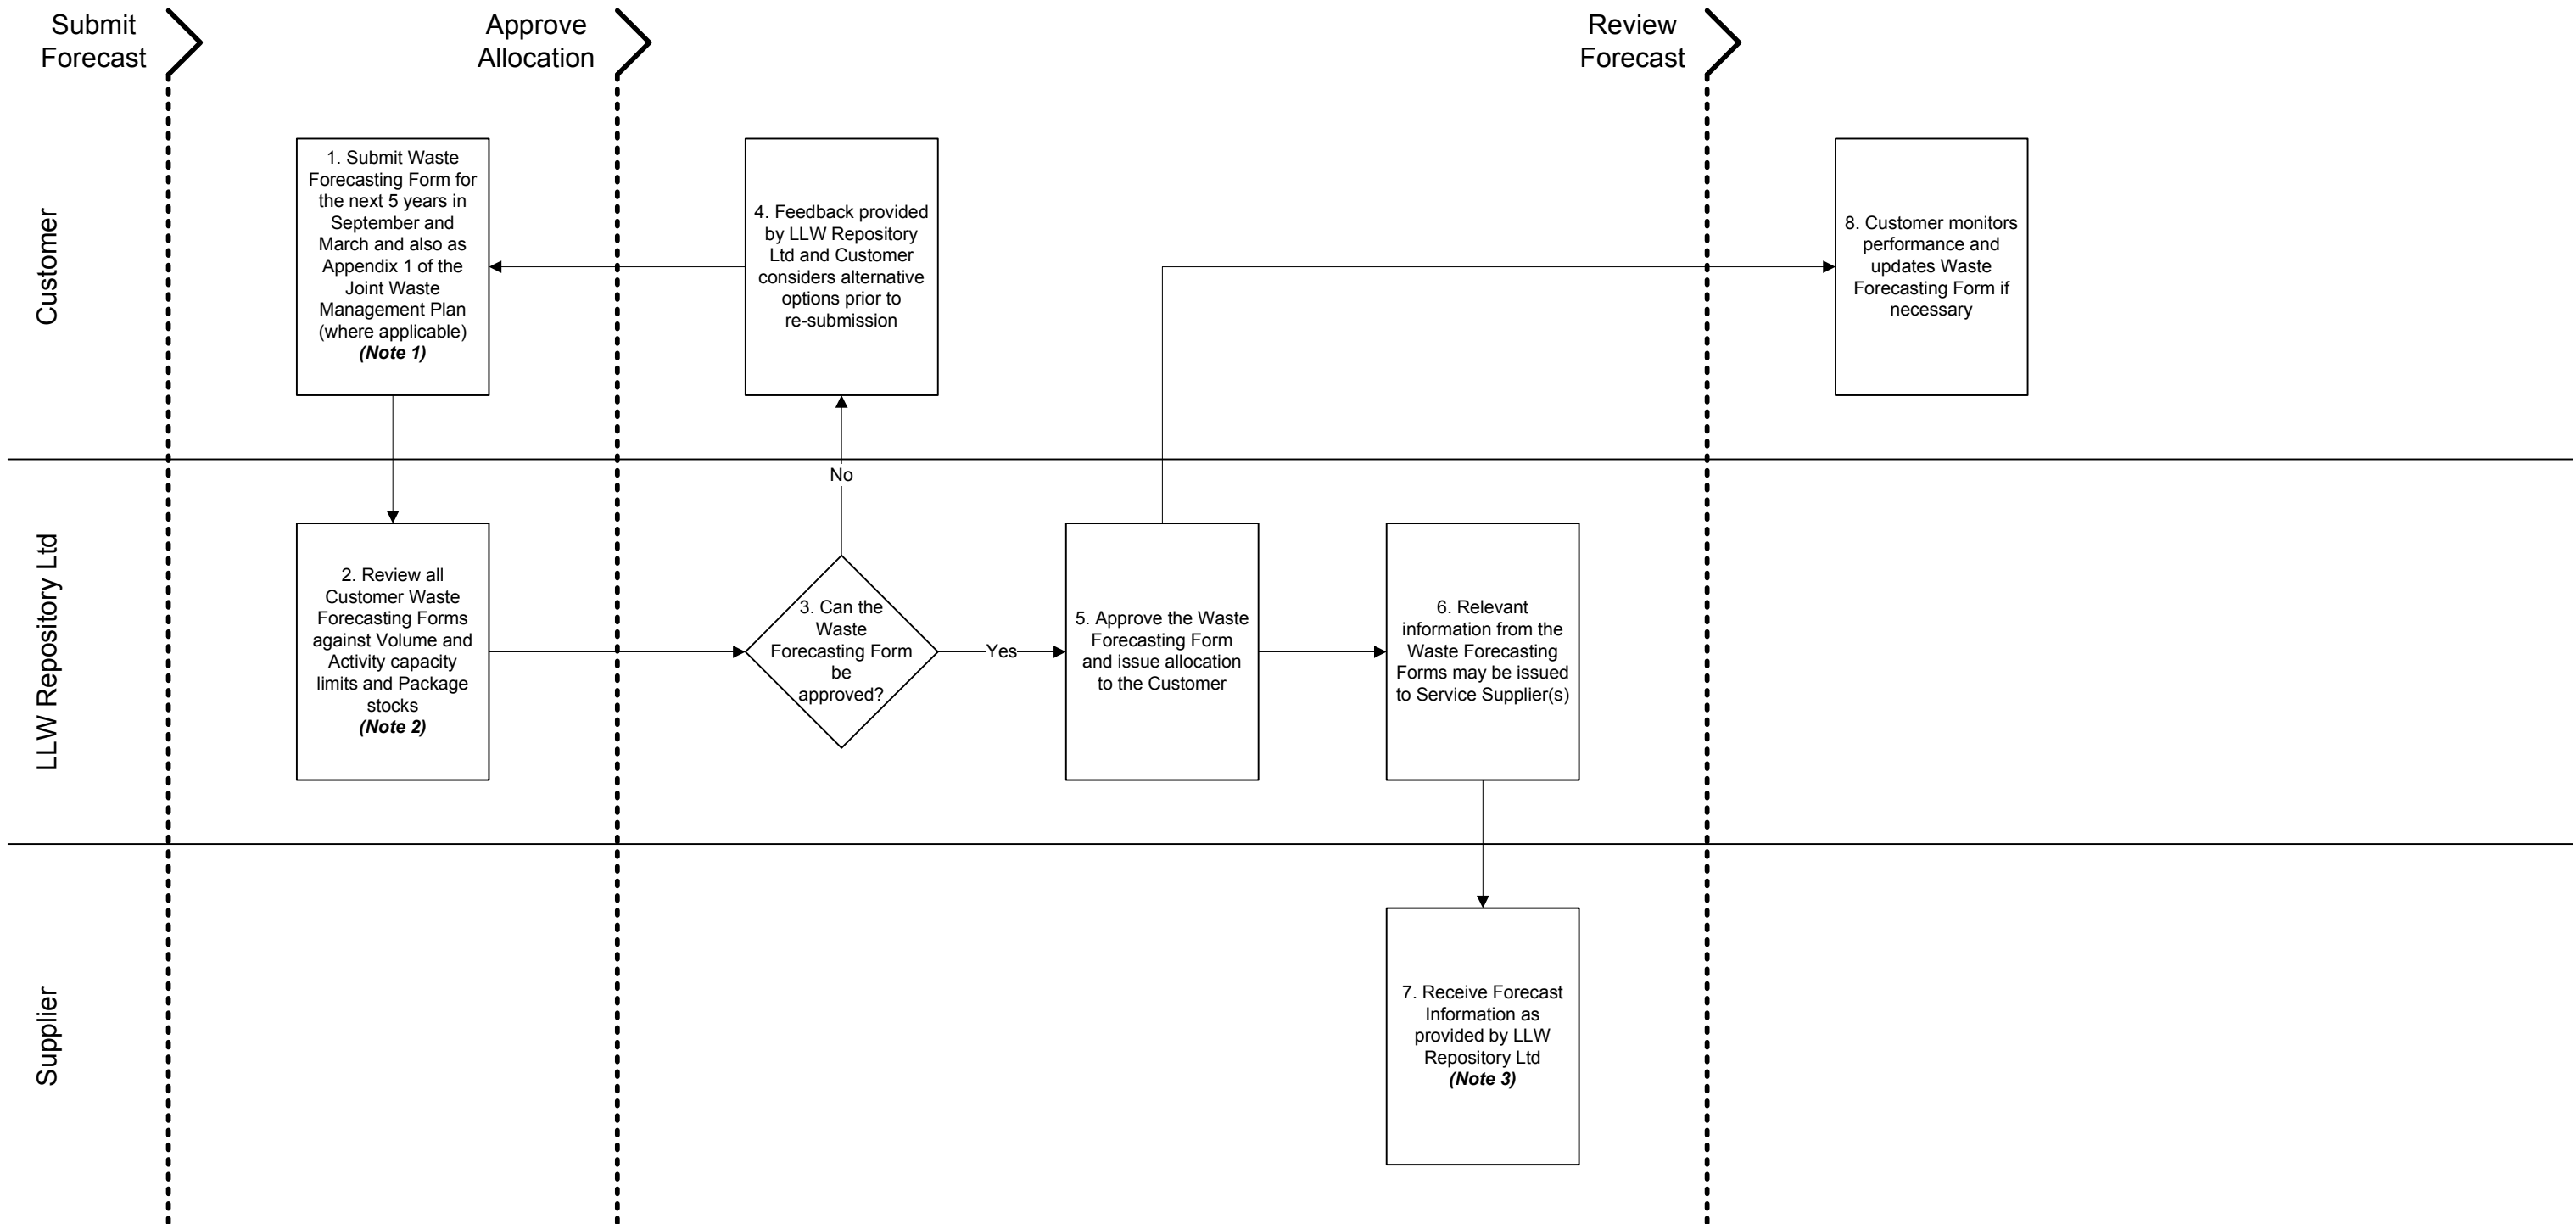 Submit
Forecast
Approve
Allocation
Review
Forecast
Customer
1. Submit Waste
Forecasting Form for
the next 5 years in
September and
March and also as
Appendix 1 of the
Joint Waste
Management Plan
(where applicable)
(Note 1)
4. Feedback provided
by LLW Repository
Ltd and Customer
considers alternative
options prior to
re-submission
8. Customer monitors
performance and
updates Waste
Forecasting Form if
necessary
No
LLW Repository Ltd
2. Review all
Customer Waste
Forecasting Forms
against Volume and
Activity capacity
limits and Package
stocks
(Note 2)
3. Can the
Waste
Forecasting Form
be
approved?
Yes
5. Approve the Waste
Forecasting Form
and issue allocation
to the Customer
6. Relevant
information from the
Waste Forecasting
Forms may be issued
to Service Supplier(s)
Supplier
7. Receive Forecast
Information as
provided by LLW
Repository Ltd
(Note 3)